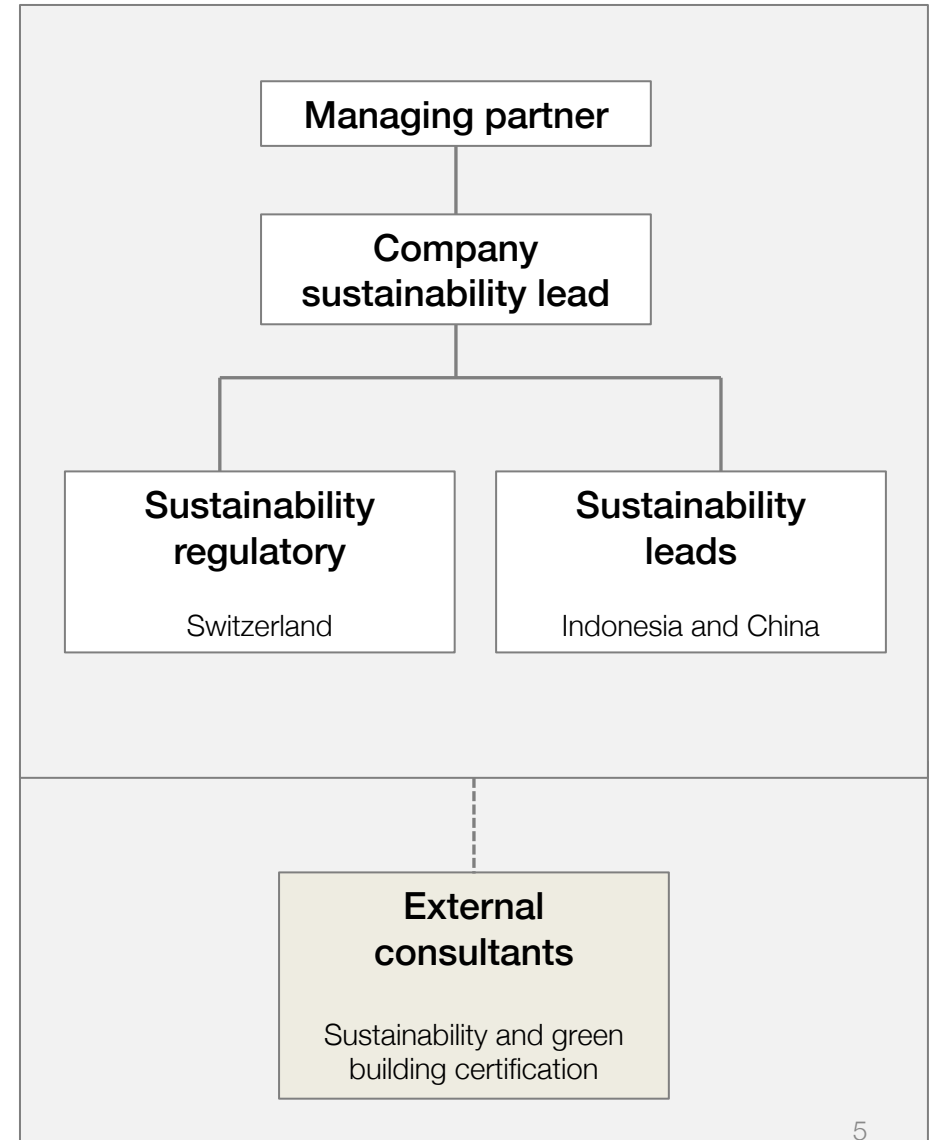 Managing partner
Company
sustainability lead
Sustainability
regulatory
Switzerland
Sustainability
leads
Indonesia and China
External
consultants
Sustainability and green
building certification
5